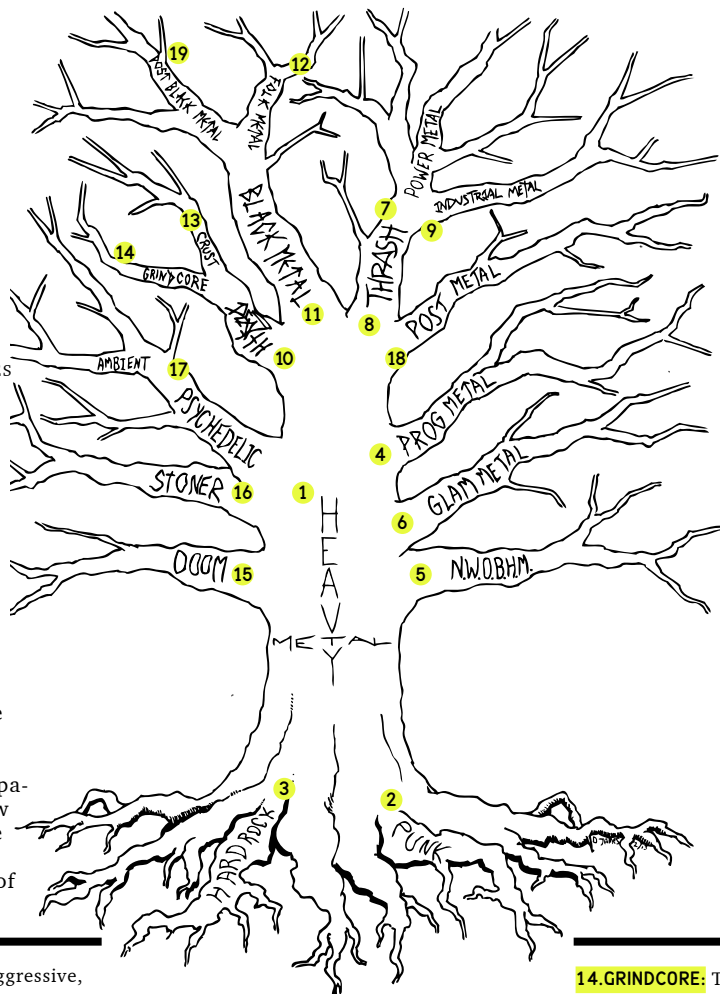 19
12
POST BLACK METAL
FOLK METAL
POWER METAL
INDUSTRIAL METAL
7
13
9
BLACK METAL
CRUST
14
GRINDCORE
THRASH
POST METAL
11
8
DEATH
10
18
AMBIENT
17
PSYCHEDELIC
PROG METAL
4
GLAM METAL
STONER
16
1
6
HEAVY
METAL
DOOM
15
5
N.W.O.B.H.M.
3
2
HARD ROCK
PUNK
pa-
of
ggressive,
14.GRINDCORE: T